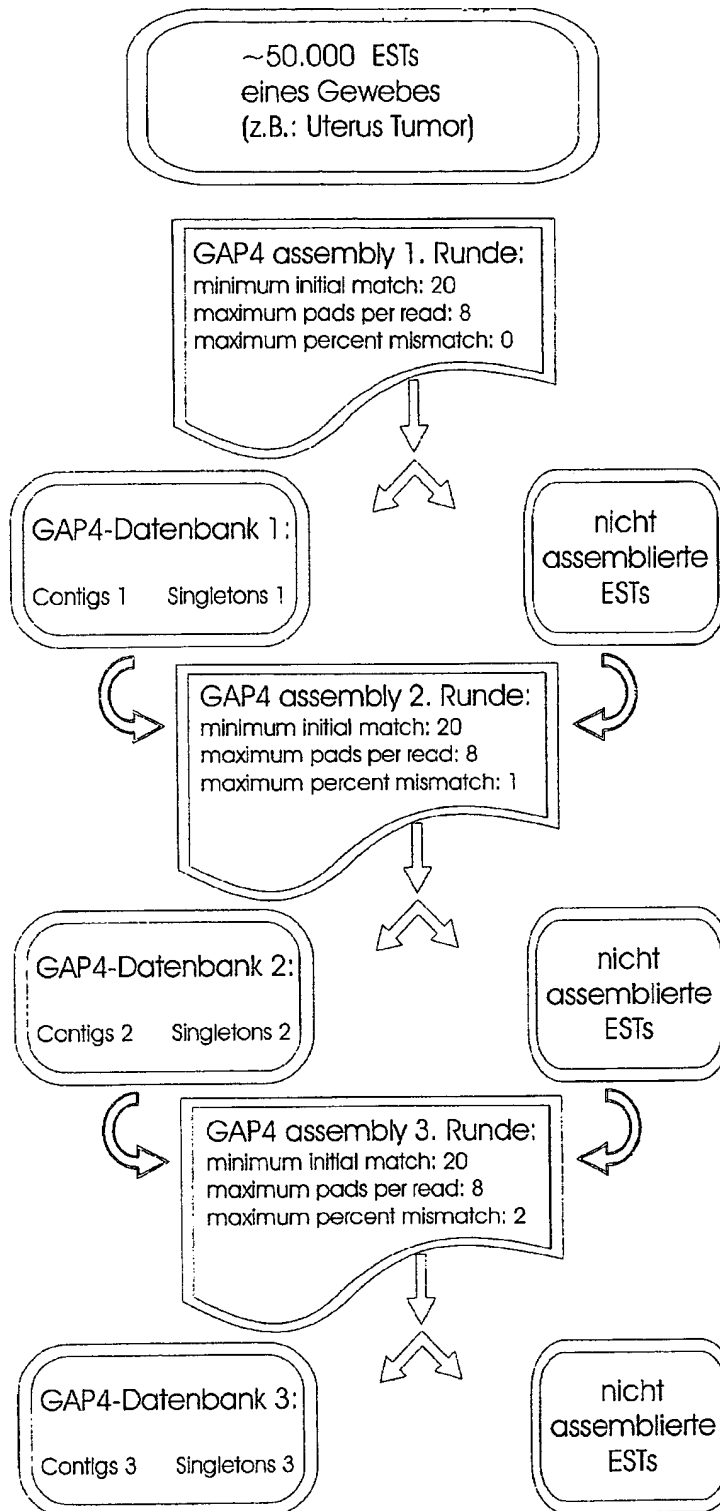 ~50.000 ESTs
eines Gewebes
(z.B.: Uterus Tumor)
GAP4 assembly 1. Runde:
minimum initial match: 20
maximum pads per read: 8
maximum percent mismatch: 0
GAP4-Datenbank 1:
Contigs 1 Singletons 1
nicht
assemblierte
ESTs
GAP4 assembly 2. Runde:
minimum initial match: 20
maximum pads per read: 8
maximum percent mismatch: 1
GAP4-Datenbank 2:
Contigs 2 Singletons 2
nicht
assemblierte
ESTs
GAP4 assembly 3. Runde:
minimum initial match: 20
maximum pads per read: 8
maximum percent mismatch: 2
GAP4-Datenbank 3:
Contigs 3 Singletons 3
nicht
assemblierte
ESTs